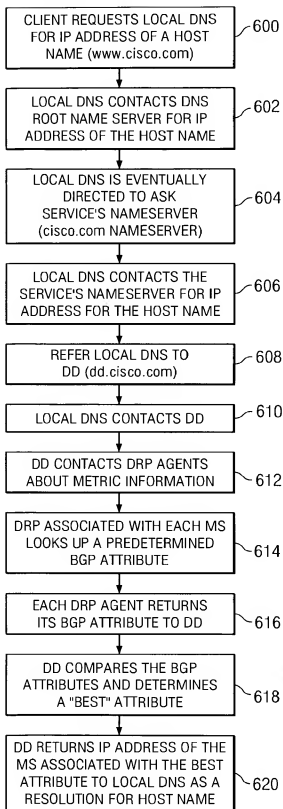 CLIENT REQUESTS LOCAL DNS
FOR IP ADDRESS OF A HOST
NAME (www.cisco.com)
600
LOCAL DNS CONTACTS DNS
ROOT NAME SERVER FOR IP
ADDRESS OF THE HOST NAME
602
LOCAL DNS IS EVENTUALLY
DIRECTED TO ASK
SERVICE'S NAMESERVER
(cisco.com NAMESERVER)
604
LOCAL DNS CONTACTS THE
SERVICE'S NAMESERVER FOR IP
ADDRESS FOR THE HOST NAME
606
REFER LOCAL DNS TO
DD (dd.cisco.com)
608
LOCAL DNS CONTACTS DD
610
DD CONTACTS DRP AGENTS
ABOUT METRIC INFORMATION
612
DRP ASSOCIATED WITH EACH MS
LOOKS UP A PREDETERMINED
BGP ATTRIBUTE
614
EACH DRP AGENT RETURNS
ITS BGP ATTRIBUTE TO DD
616
DD COMPARES THE BGP
ATTRIBUTES AND DETERMINES
A "BEST" ATTRIBUTE
618
DD RETURNS IP ADDRESS OF THE
MS ASSOCIATED WITH THE BEST
ATTRIBUTE TO LOCAL DNS AS A
RESOLUTION FOR HOST NAME
620